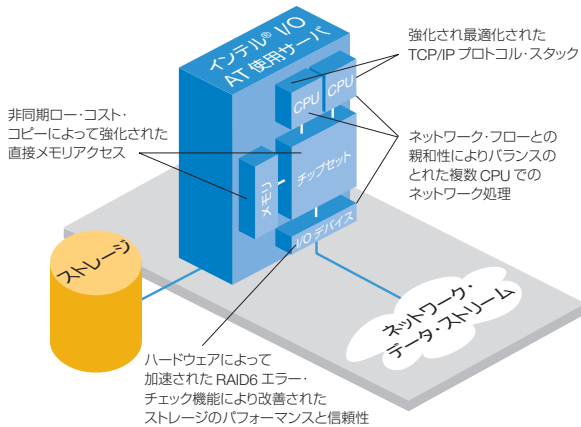 インテル® I/O
AT 使用サーバ
強化され最適化された
TCP/IP プロトコル・スタック
CPU
CPU
非同期ロー・コスト・
コピーによって強化された
直接メモリアクセス
ネットワーク・フローとの
親和性によりバランスの
とれた複数 CPU での
ネットワーク処理
チップセット
メモリ
I/O デバイス
ストレージ
ネットワーク・
データ・ストリーム
ハードウェアによって
加速された RAID6 エラー・
チェック機能により改善された
ストレージのパフォーマンスと信頼性